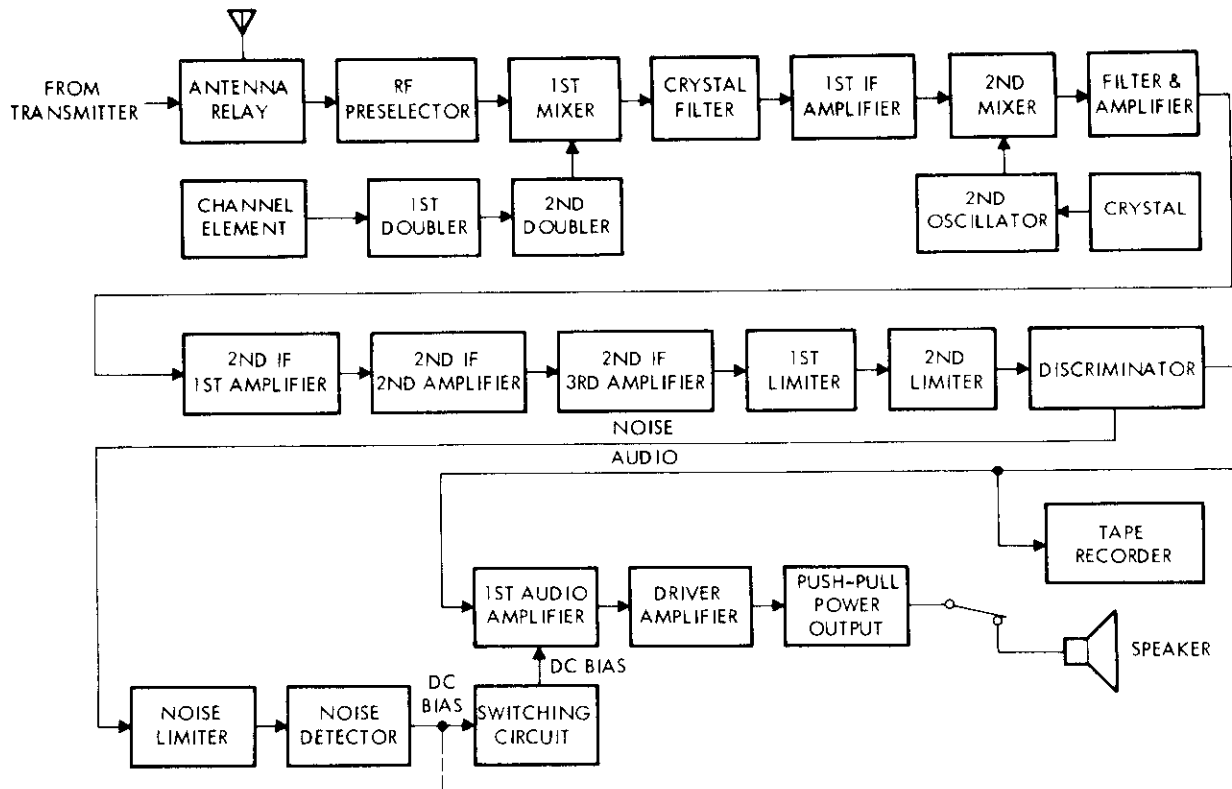 FROM
TRANSMITTER
ANTENNA
RELAY
RF
PRESELECTOR
1ST
MIXER
CRYSTAL
FILTER
1ST IF
AMPLIFIER
2ND
MIXER
FILTER &
AMPLIFIER
CHANNEL
ELEMENT
1ST
DOUBLER
2ND
DOUBLER
2ND
OSCILLATOR
CRYSTAL
2ND IF
1ST AMPLIFIER
2ND IF
2ND AMPLIFIER
2ND IF
3RD AMPLIFIER
1ST
LIMITER
2ND
LIMITER
DISCRIMINATOR
NOISE
AUDIO
TAPE
RECORDER
1ST AUDIO
AMPLIFIER
DRIVER
AMPLIFIER
PUSH-PULL
POWER
OUTPUT
SPEAKER
DC BIAS
NOISE
LIMITER
NOISE
DETECTOR
DC
BIAS
SWITCHING
CIRCUIT